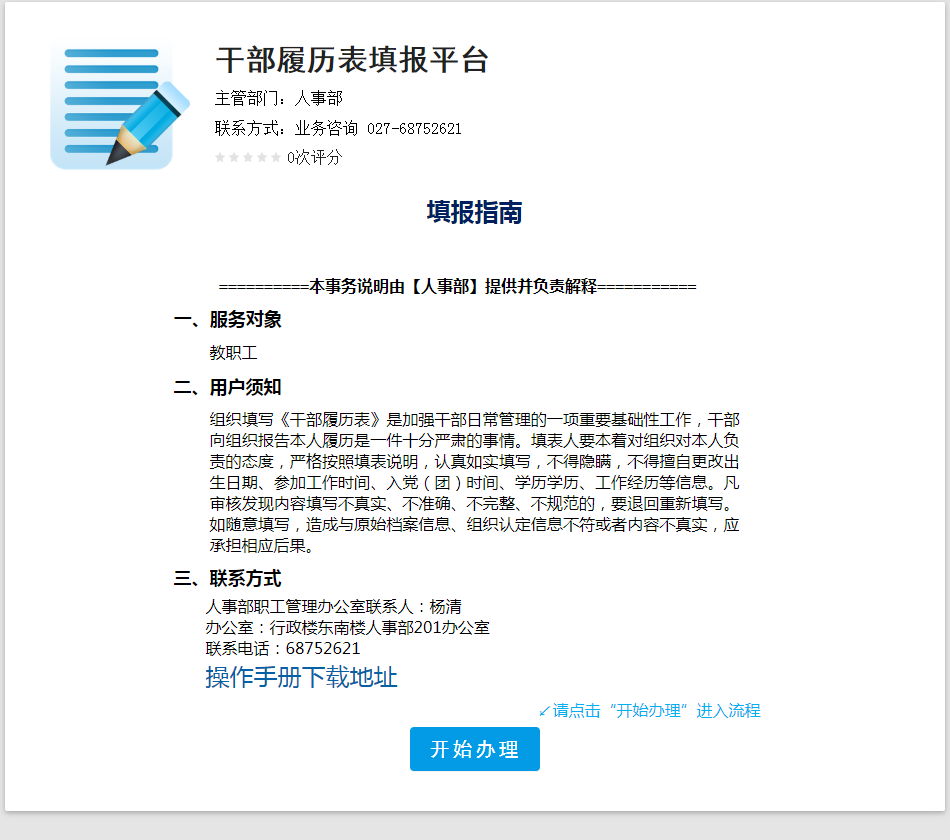 干部履历表填报平台
主管部门：人事部
联系方式：业务咨询 027-68752621
0次评分
填报指南
==========本事务说明由【人事部】提供并负责解释===========
一、服务对象
教职工
二、用户须知
组织填写《干部履历表》是加强干部日常管理的一项重要基础性工作，干部
向组织报告本人履历是一件十分严肃的事情。填表人要本着对组织对本人负
责的态度，严格按照填表说明，认真如实填写，不得隐瞒，不得擅自更改出
生日期、参加工作时间、入党（团）时间、学历学历、工作经历等信息。凡
审核发现内容填写不真实、不准确、不完整、不规范的，要退回重新填写。
如随意填写，造成与原始档案信息、组织认定信息不符或者内容不真实，应
承担相应后果。
三、联系方式
人事部职工管理办公室联系人：杨清
办公室：行政楼东南楼人事部201办公室
联系电话：68752621
操作手册下载地址
↙请点击“开始办理”进入流程
开始办理